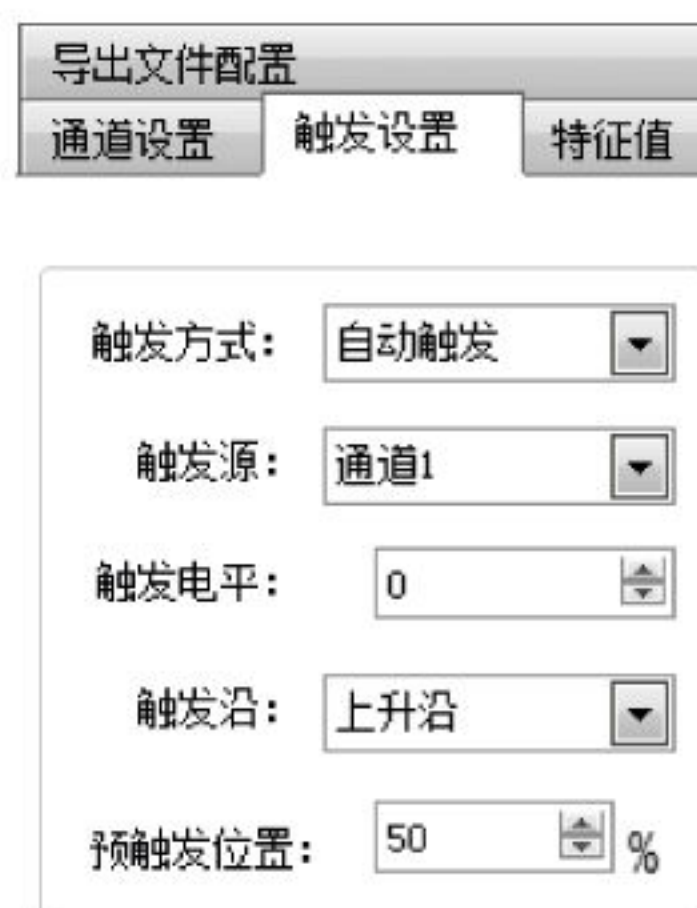 导出文件配置
通道设置 触发设置 特征值
触发方式： 自动触发
触发源： 通道1
触发电平： 0
触发沿： 上升沿
预触发位置： 50 %